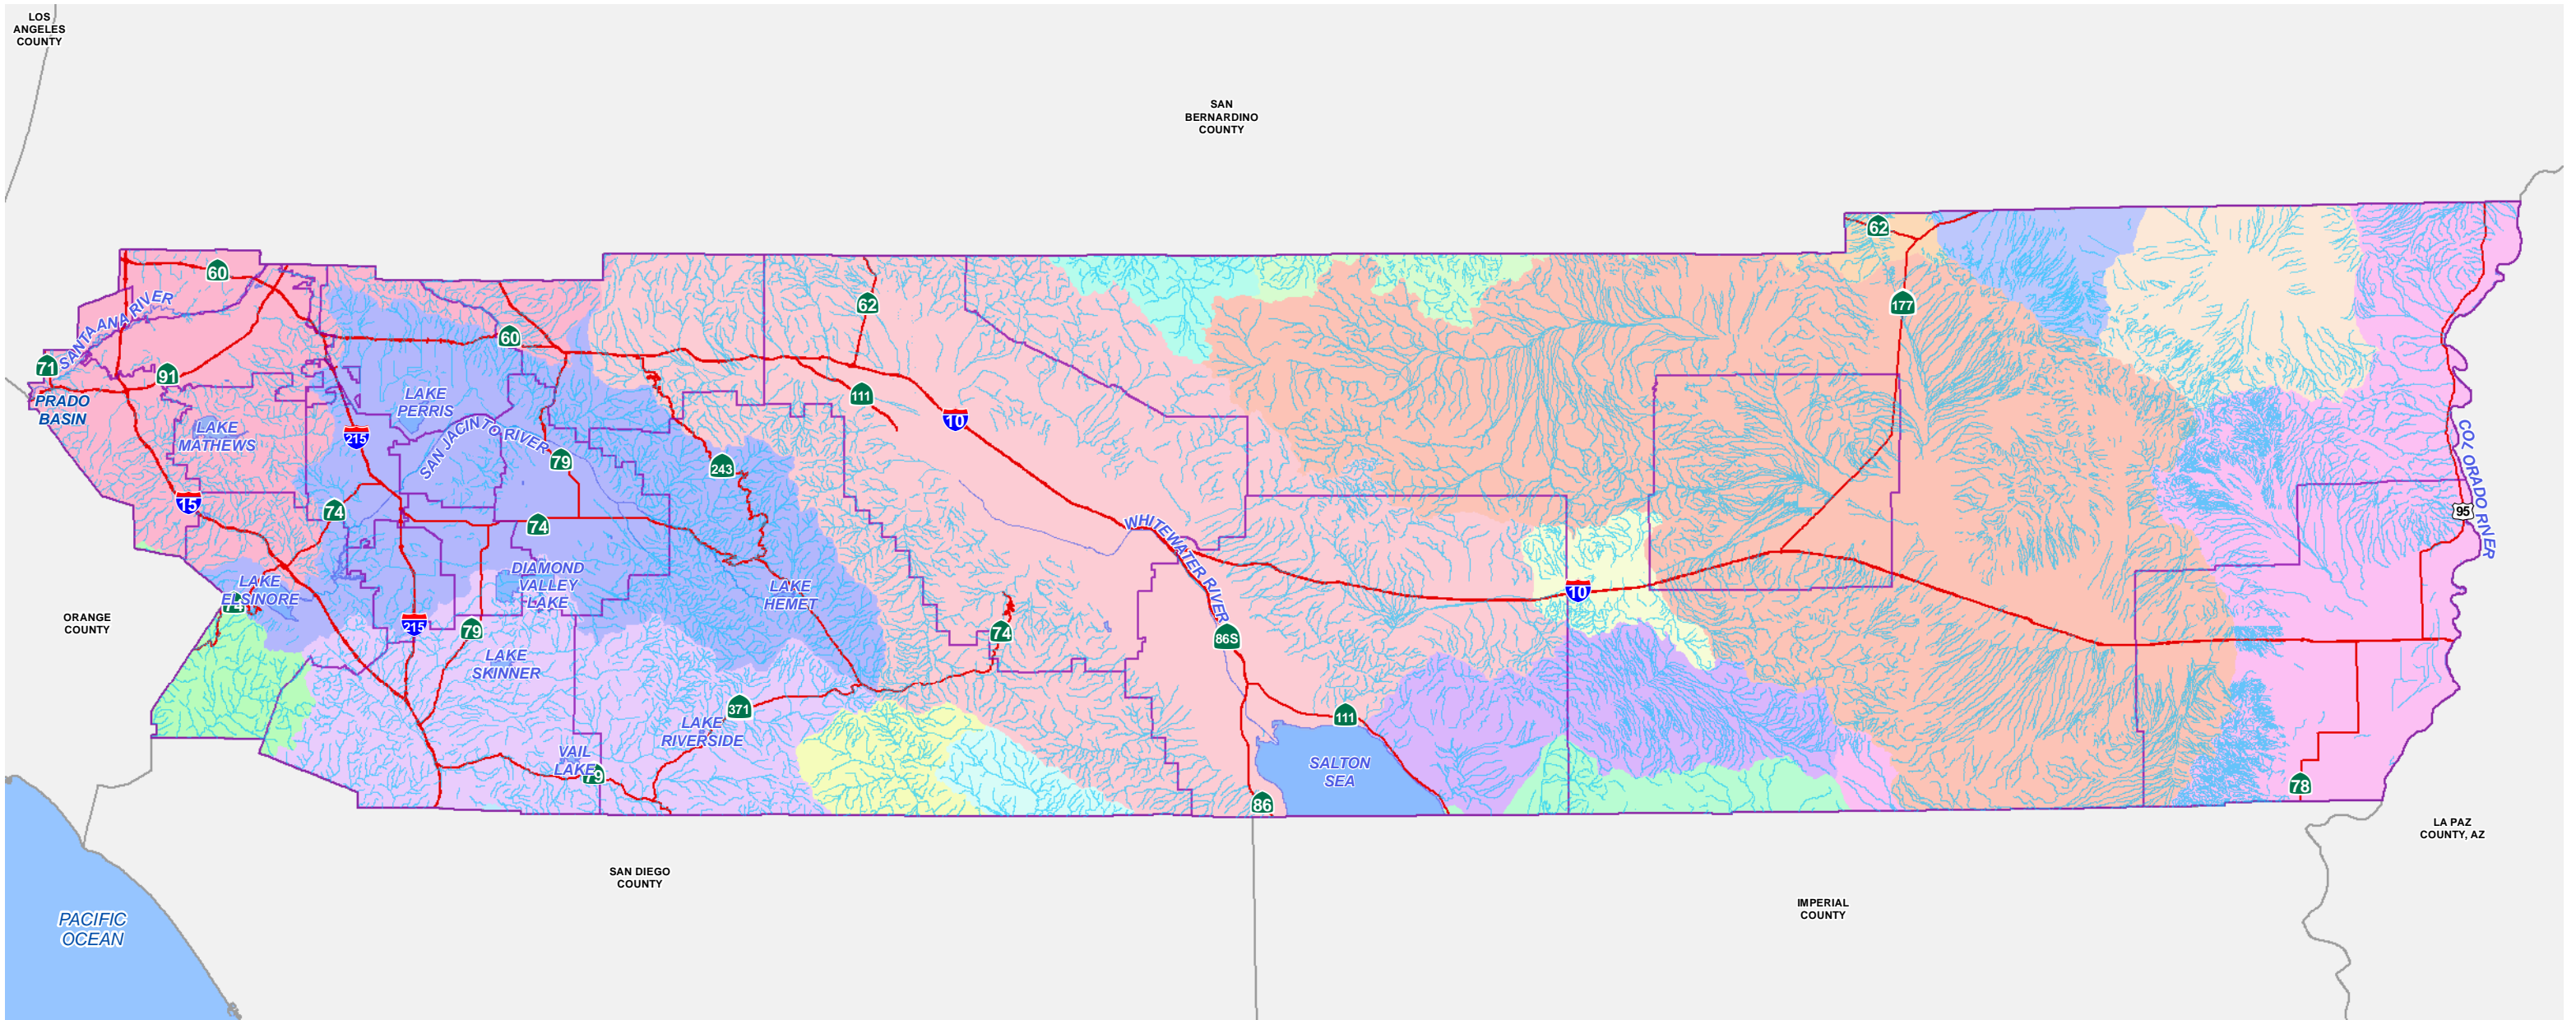 LOS
ANGELES
COUNTY
SAN
BERNARDINO
COUNTY
62
60
177
SANTA ANA RIVER
62
60
71
91
111
LAKE
PERRIS
PRADO
BASIN
10
LAKE
MATHEWS
215
SAN JACINTO RIVER
79
243
COLORADO RIVER
15
74
95
74
WHITEWATER RIVER
DIAMOND
VALLEY
LAKE
LAKE
ELSINORE
74
LAKE
HEMET
10
ORANGE
COUNTY
215
79
74
86S
LAKE
SKINNER
371
111
LAKE
RIVERSIDE
VAIL
LAKE
79
SALTON
SEA
78
86
LA PAZ
COUNTY, AZ
SAN DIEGO
COUNTY
IMPERIAL
COUNTY
PACIFIC
OCEAN